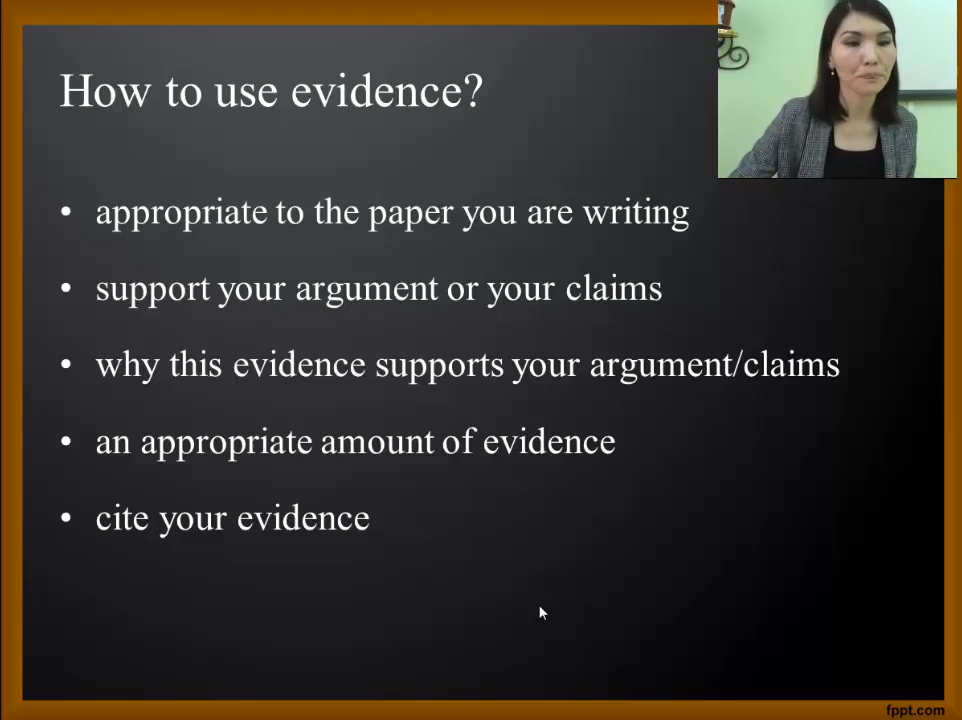 How to use evidence?
• appropriate to the paper you are writing
• support your argument or your claims
• why this evidence supports your argument/claims
• an appropriate amount of evidence
• cite your evidence
fppt.com